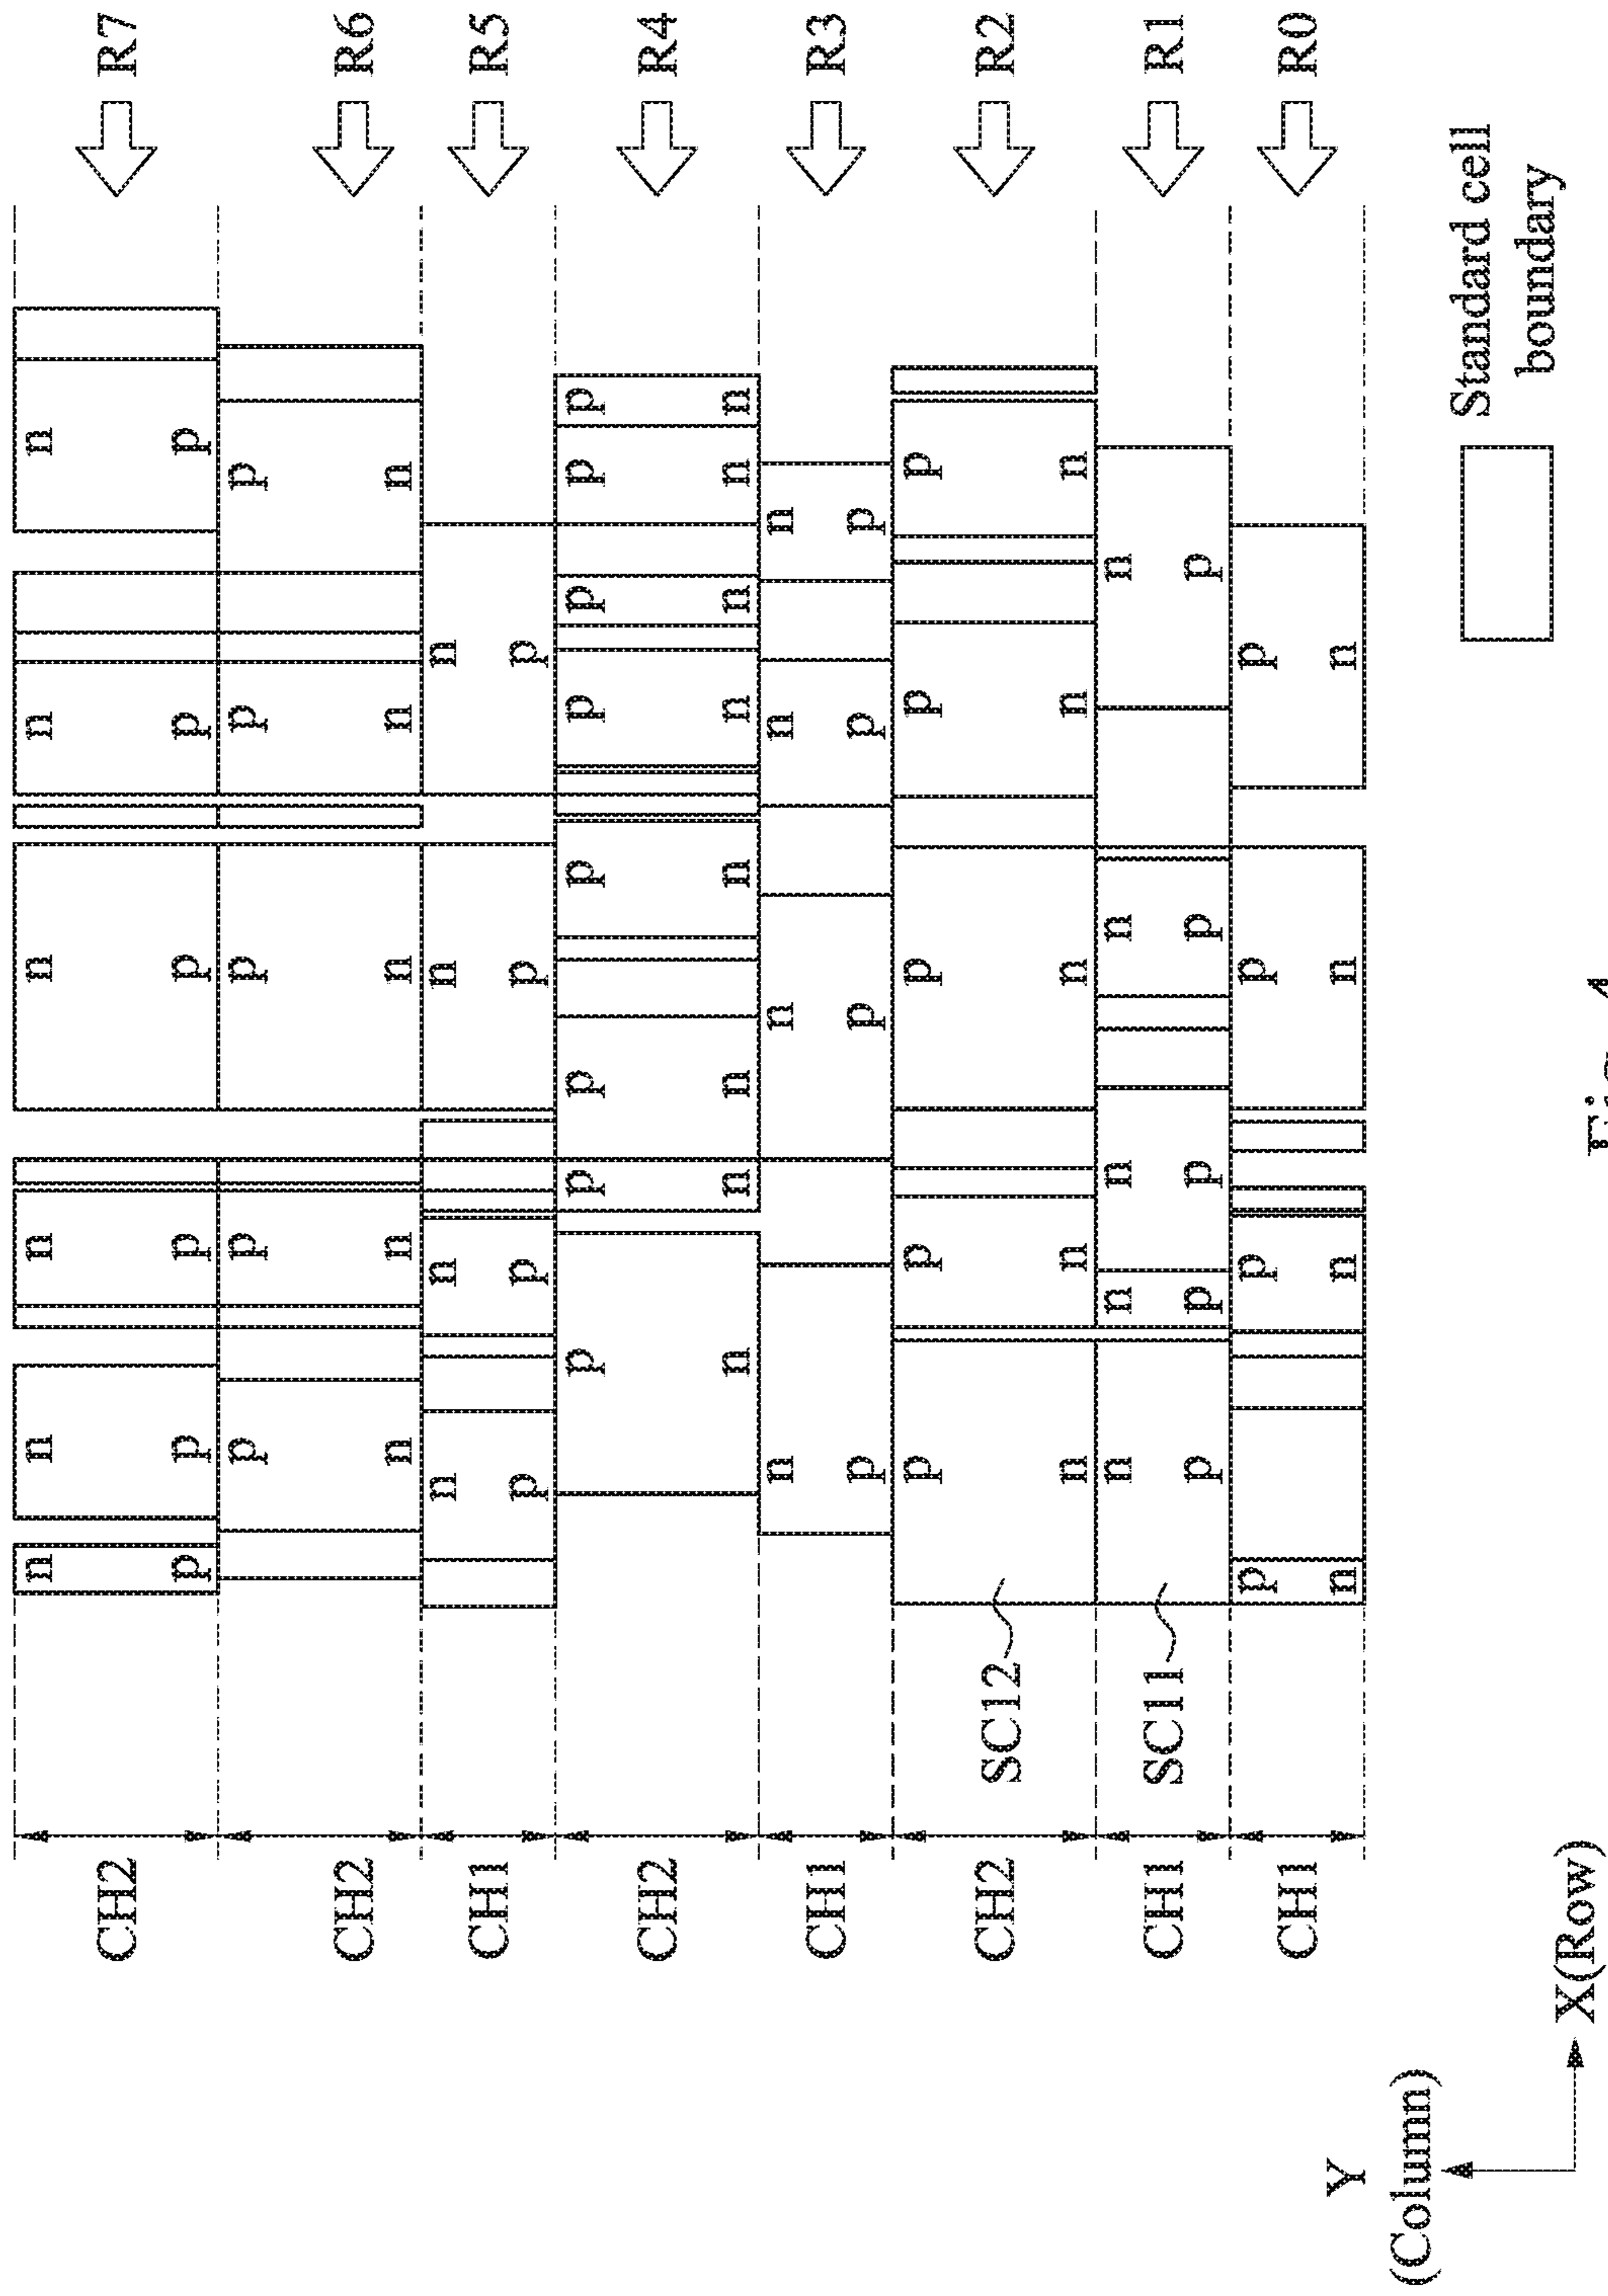 n n n n n n
CH2 R7
p p p p p p
p p p p p
CH2 R6
n n n n n
n n n n
CH1 R5
p p p p
p p p p p p p p
CH2 R4
n n n n n n n n
n n n n
CH1 R3
p p p p
p p p p p
CH2 SC12 R2
n n n n n
n n n n n
CH1 SC11 R1
p p p p p
p p p p
CH1 R0
n n n n
Y
(Column)
X(Row)
Standard cell
boundary